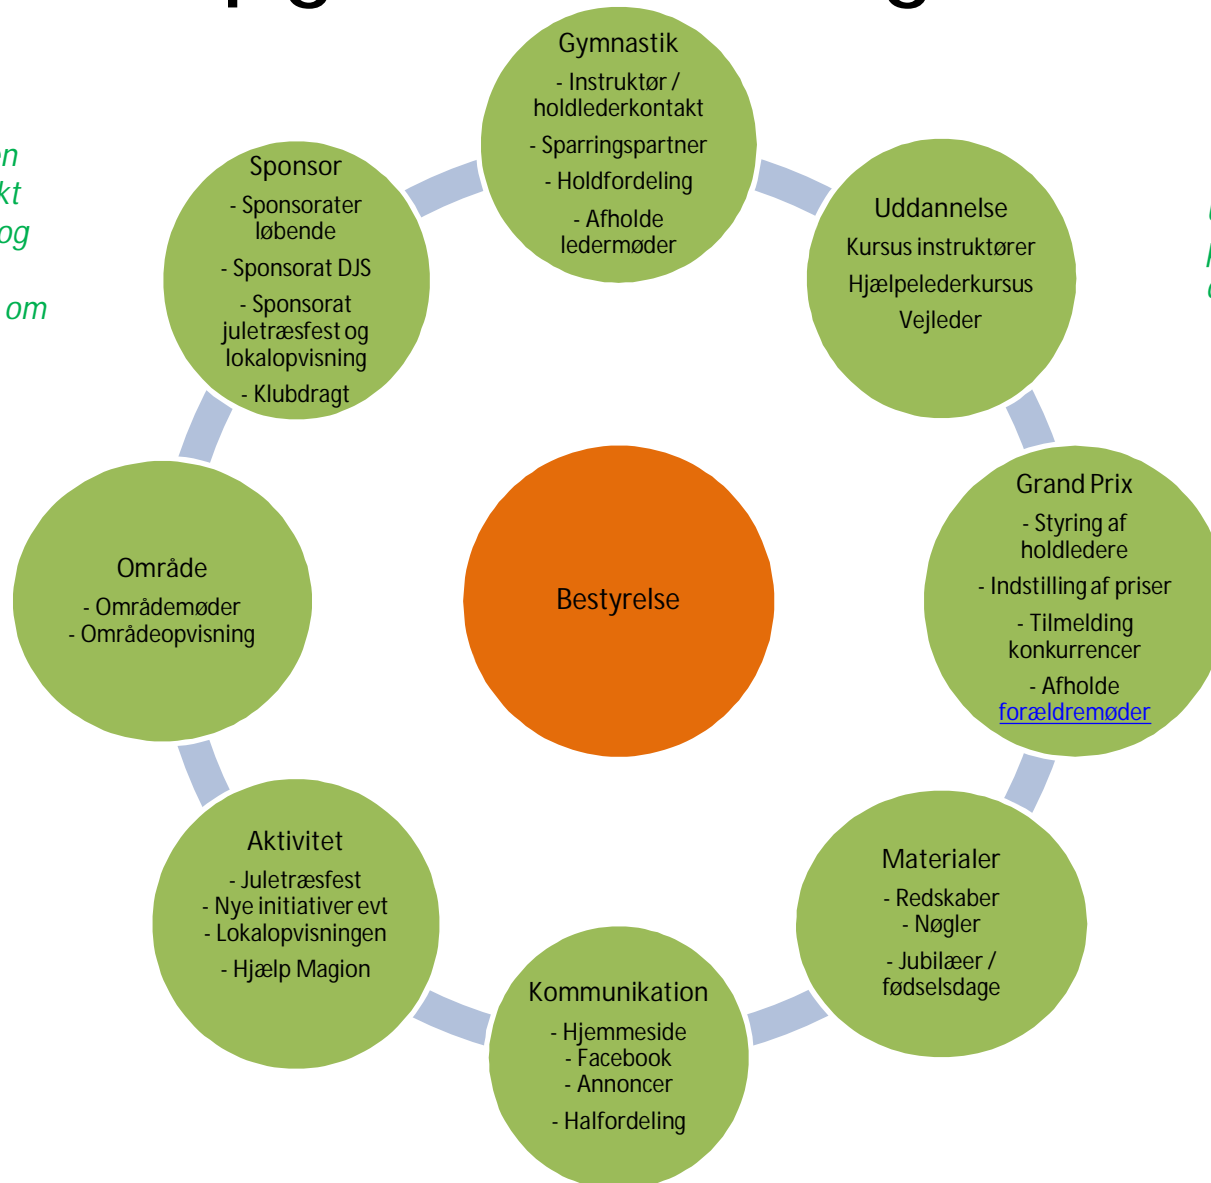 Gymnastik
- Instruktør /
holdlederkontakt
- Sparringspartner
- Holdfordeling
- Afholde
ledermøder
Uddannelse
Kursus instruktører
Hjælpelederkursus
Vejleder
Grand Prix
- Styring af
holdledere
- Indstilling af priser
- Tilmelding
konkurrencer
- Afholde
forældremøder
Materialer
- Redskaber
- Nøgler
- Jubilæer /
fødselsdage
Kommunikation
- Hjemmeside
- Facebook
- Annoncer
- Halfordeling
Aktivitet
- Juletræsfest
- Nye initiativer evt
- Lokalopvisningen
- Hjælp Magion
Område
- Områdemøder
- Områdeopvisning
Sponsor
- Sponsorater
løbende
- Sponsorat DJS
- Sponsorat
juletræsfest og
lokalopvisning
- Klubdragt
Bestyrelse
og
om